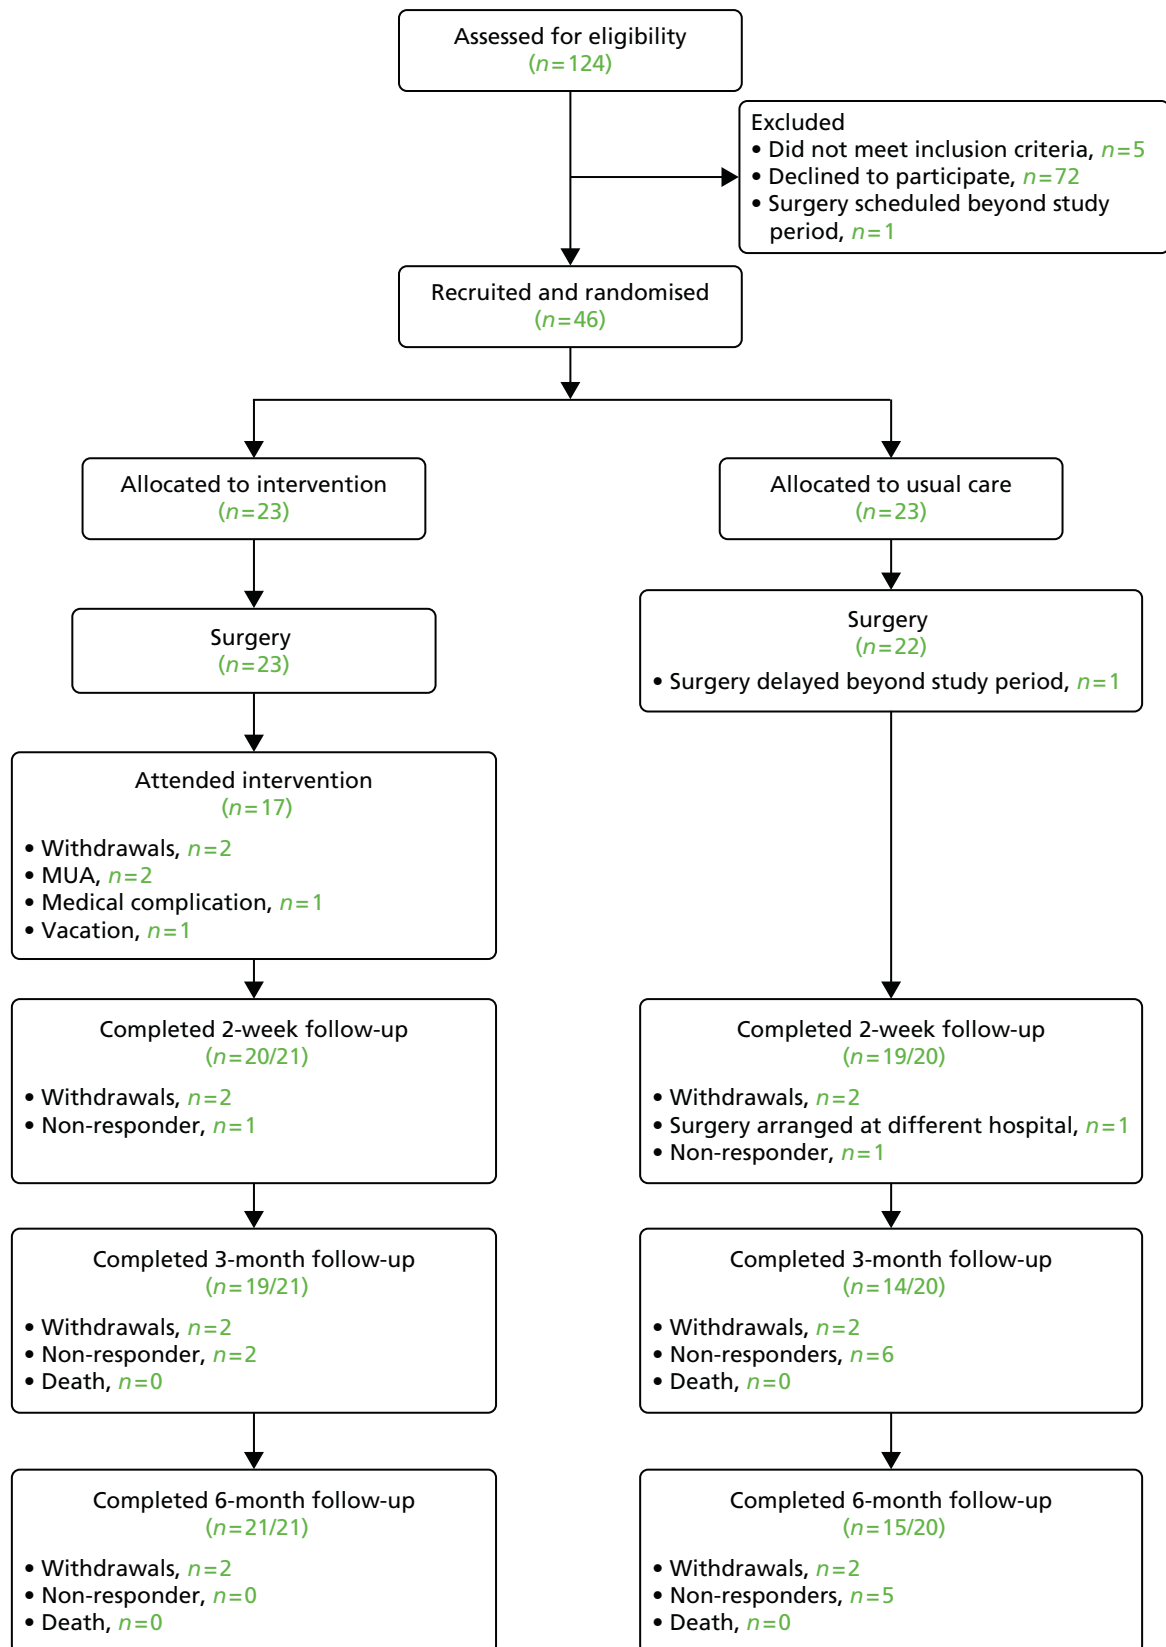 Assessed for eligibility
(n=124)
Excluded
• Did not meet inclusion criteria, n=5
• Declined to participate, n=72
• Surgery scheduled beyond study
period, n=1
Recruited and randomised
(n=46)
Allocated to intervention
(n=23)
Allocated to usual care
(n=23)
Surgery
(n=23)
Surgery
(n=22)
• Surgery delayed beyond study period, n=1
Attended intervention
(n=17)
• Withdrawals, n=2
• MUA, n=2
• Medical complication, n=1
• Vacation, n=1
Completed 2-week follow-up
(n=20/21)
• Withdrawals, n=2
• Non-responder, n=1
Completed 2-week follow-up
(n=19/20)
• Withdrawals, n=2
• Surgery arranged at different hospital, n=1
• Non-responder, n=1
Completed 3-month follow-up
(n=19/21)
• Withdrawals, n=2
• Non-responder, n=2
• Death, n=0
Completed 3-month follow-up
(n=14/20)
• Withdrawals, n=2
• Non-responders, n=6
• Death, n=0
Completed 6-month follow-up
(n=21/21)
• Withdrawals, n=2
• Non-responder, n=0
• Death, n=0
Completed 6-month follow-up
(n=15/20)
• Withdrawals, n=2
• Non-responders, n=5
• Death, n=0